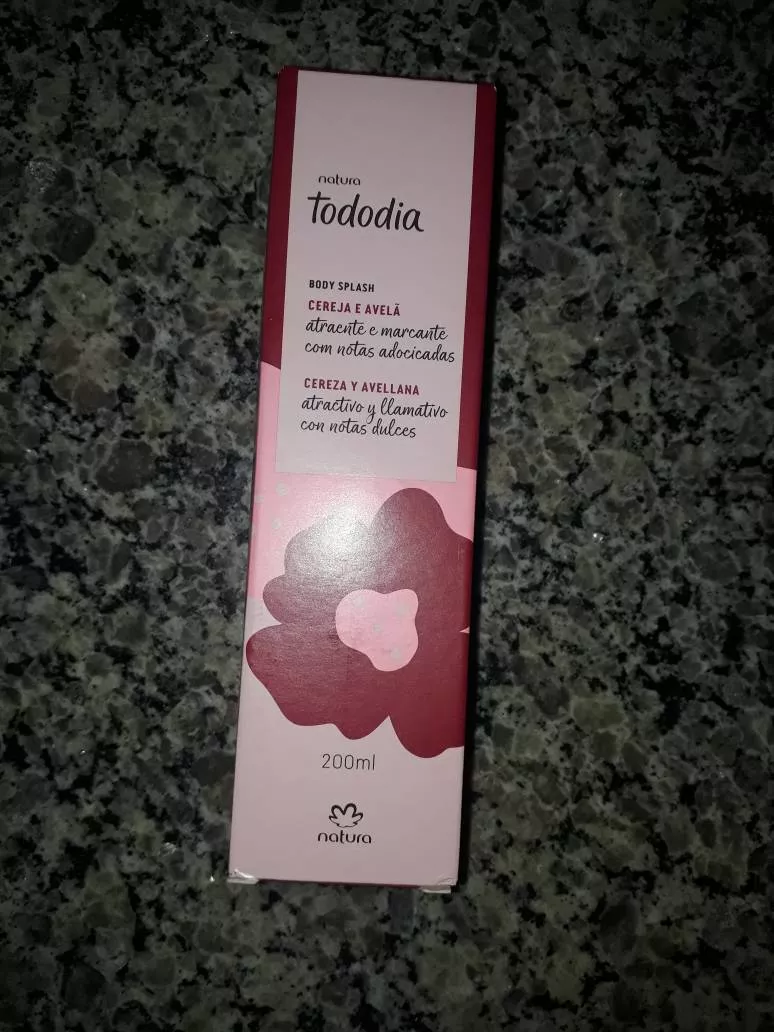 natura
tododia
BODY SPLASH
CEREJA E AVELÃ
atraente e marcante
com notas adocicadas
CEREZA Y AVELLANA
atractivo y llamativo
con notas dulces
200ml
natura